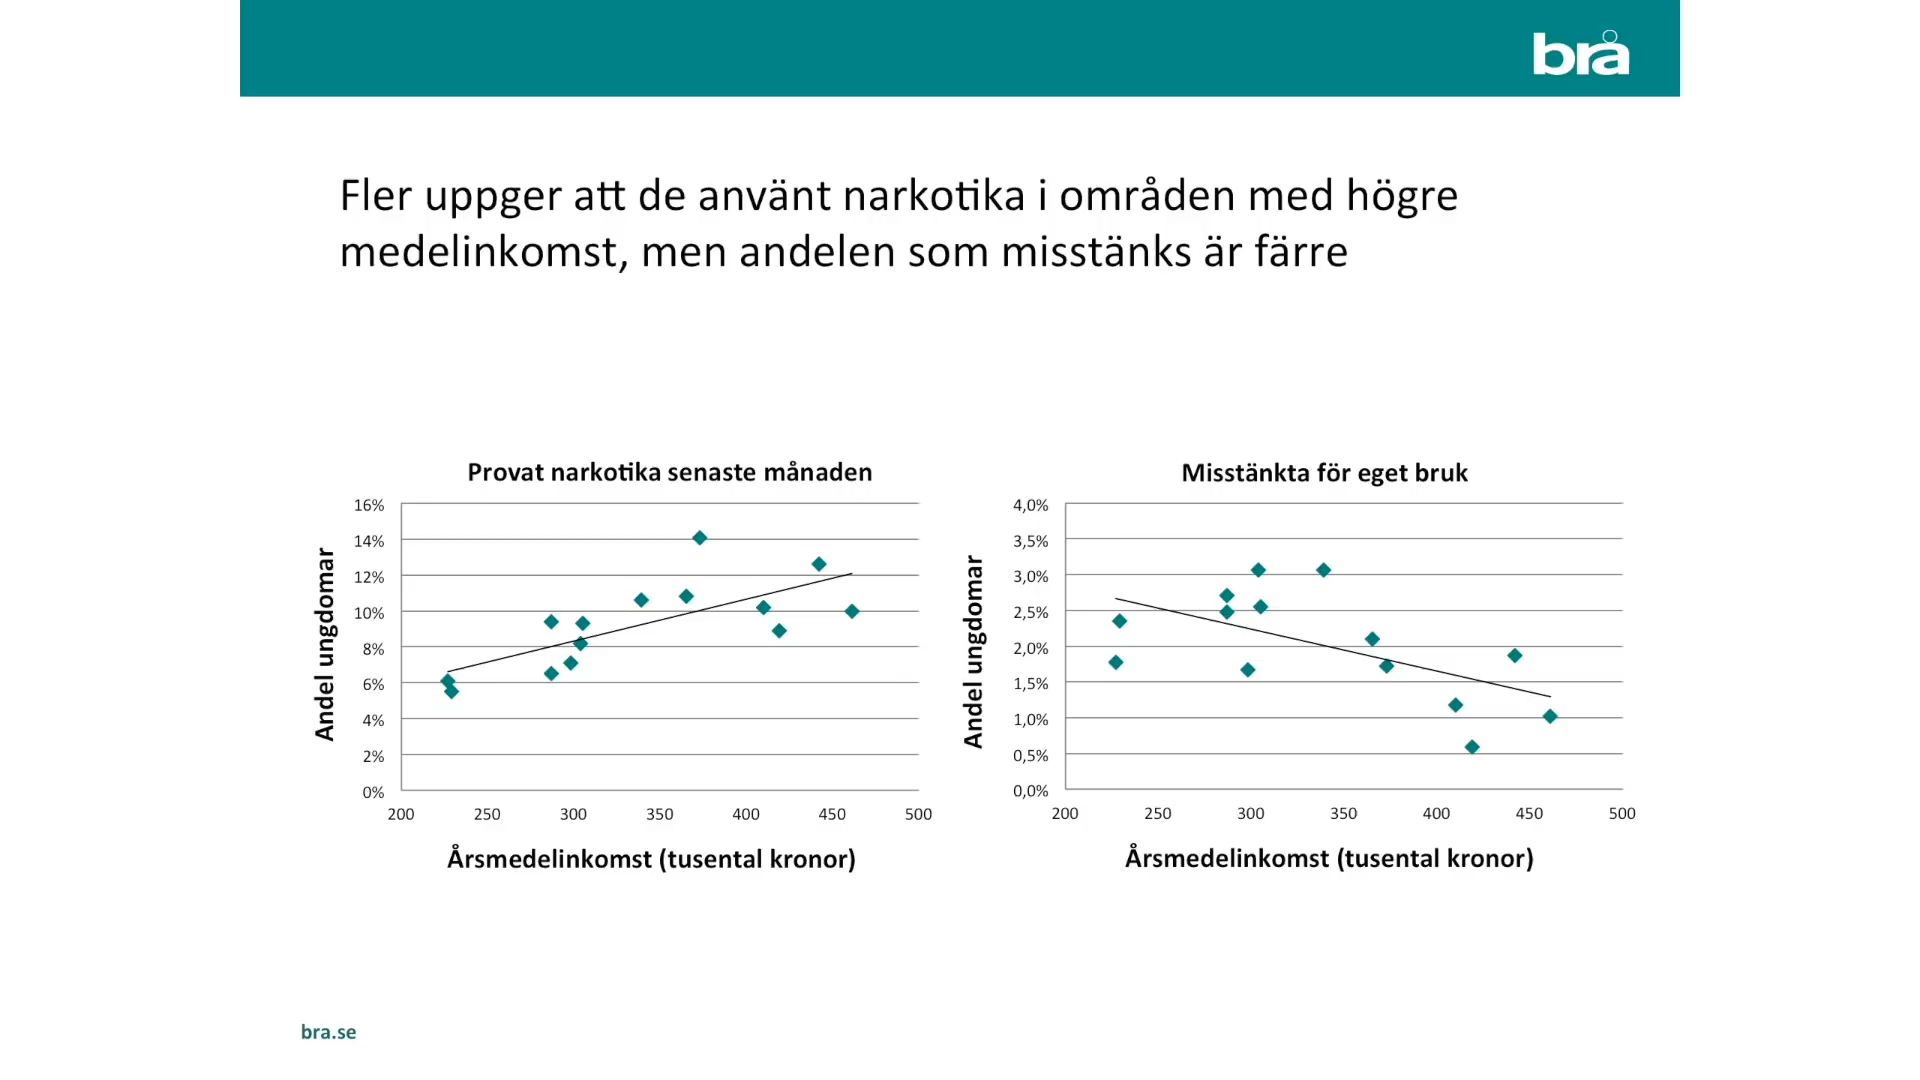 brå
Fler uppger att de använt narkotika i områden med högre
medelinkomst, men andelen som misstänks är färre
Provat narkotika senaste månaden
Andel ungdomar
16%
14%
12%
10%
8%
6%
4%
2%
0%
200 250 300 350 400 450 500
Årsmedelinkomst (tusental kronor)
Misstänkta för eget bruk
Andel ungdomar
4,0%
3,5%
3,0%
2,5%
2,0%
1,5%
1,0%
0,5%
0,0%
200 250 300 350 400 450 500
Årsmedelinkomst (tusental kronor)
bra.se